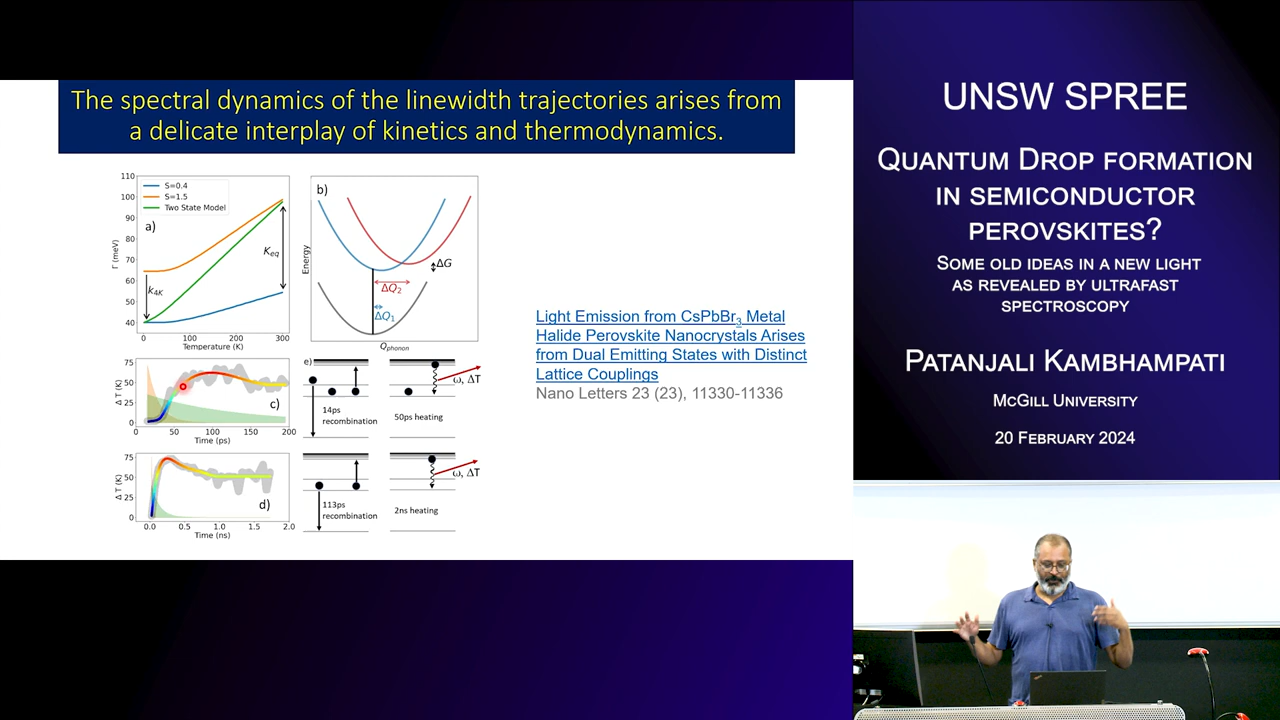 The spectral dynamics of the linewidth trajectories arises from
a delicate interplay of kinetics and thermodynamics.
110
100
90
80
70
60
50
40
Γ (meV)
S=0.4
S=1.5
Two State Model
a)
k4K
Keq
0
100
200
300
Temperature (K)
b)
Energy
ΔG
ΔQ2
ΔQ1
Qphonon
75
50
25
0
Δ T (K)
c)
0
50
100
150
200
Time (ps)
e)
14ps
recombination
ω, ΔT
50ps heating
75
50
25
0
Δ T (K)
d)
0.0
0.5
1.0
1.5
2.0
Time (ns)
113ps
recombination
ω, ΔT
2ns heating
Light Emission from CsPbBr3 Metal
Halide Perovskite Nanocrystals Arises
from Dual Emitting States with Distinct
Lattice Couplings
Nano Letters 23 (23), 11330-11336
UNSW SPREE
Quantum Drop formation
in semiconductor
perovskites?
Some old ideas in a new light
as revealed by ultrafast
spectroscopy
Patanjali Kambhampati
McGill University
20 February 2024